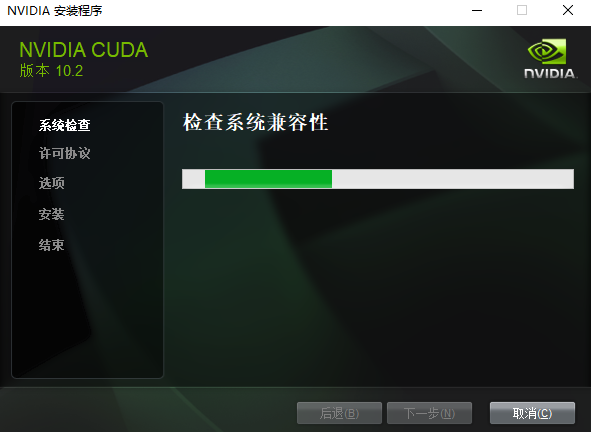 NVIDIA 安装程序
NVIDIA CUDA
版本 10.2
NVIDIA.
系统检查
许可协议
选项
安装
结束
检查系统兼容性
后退(B)
下一步(N)
取消(C)